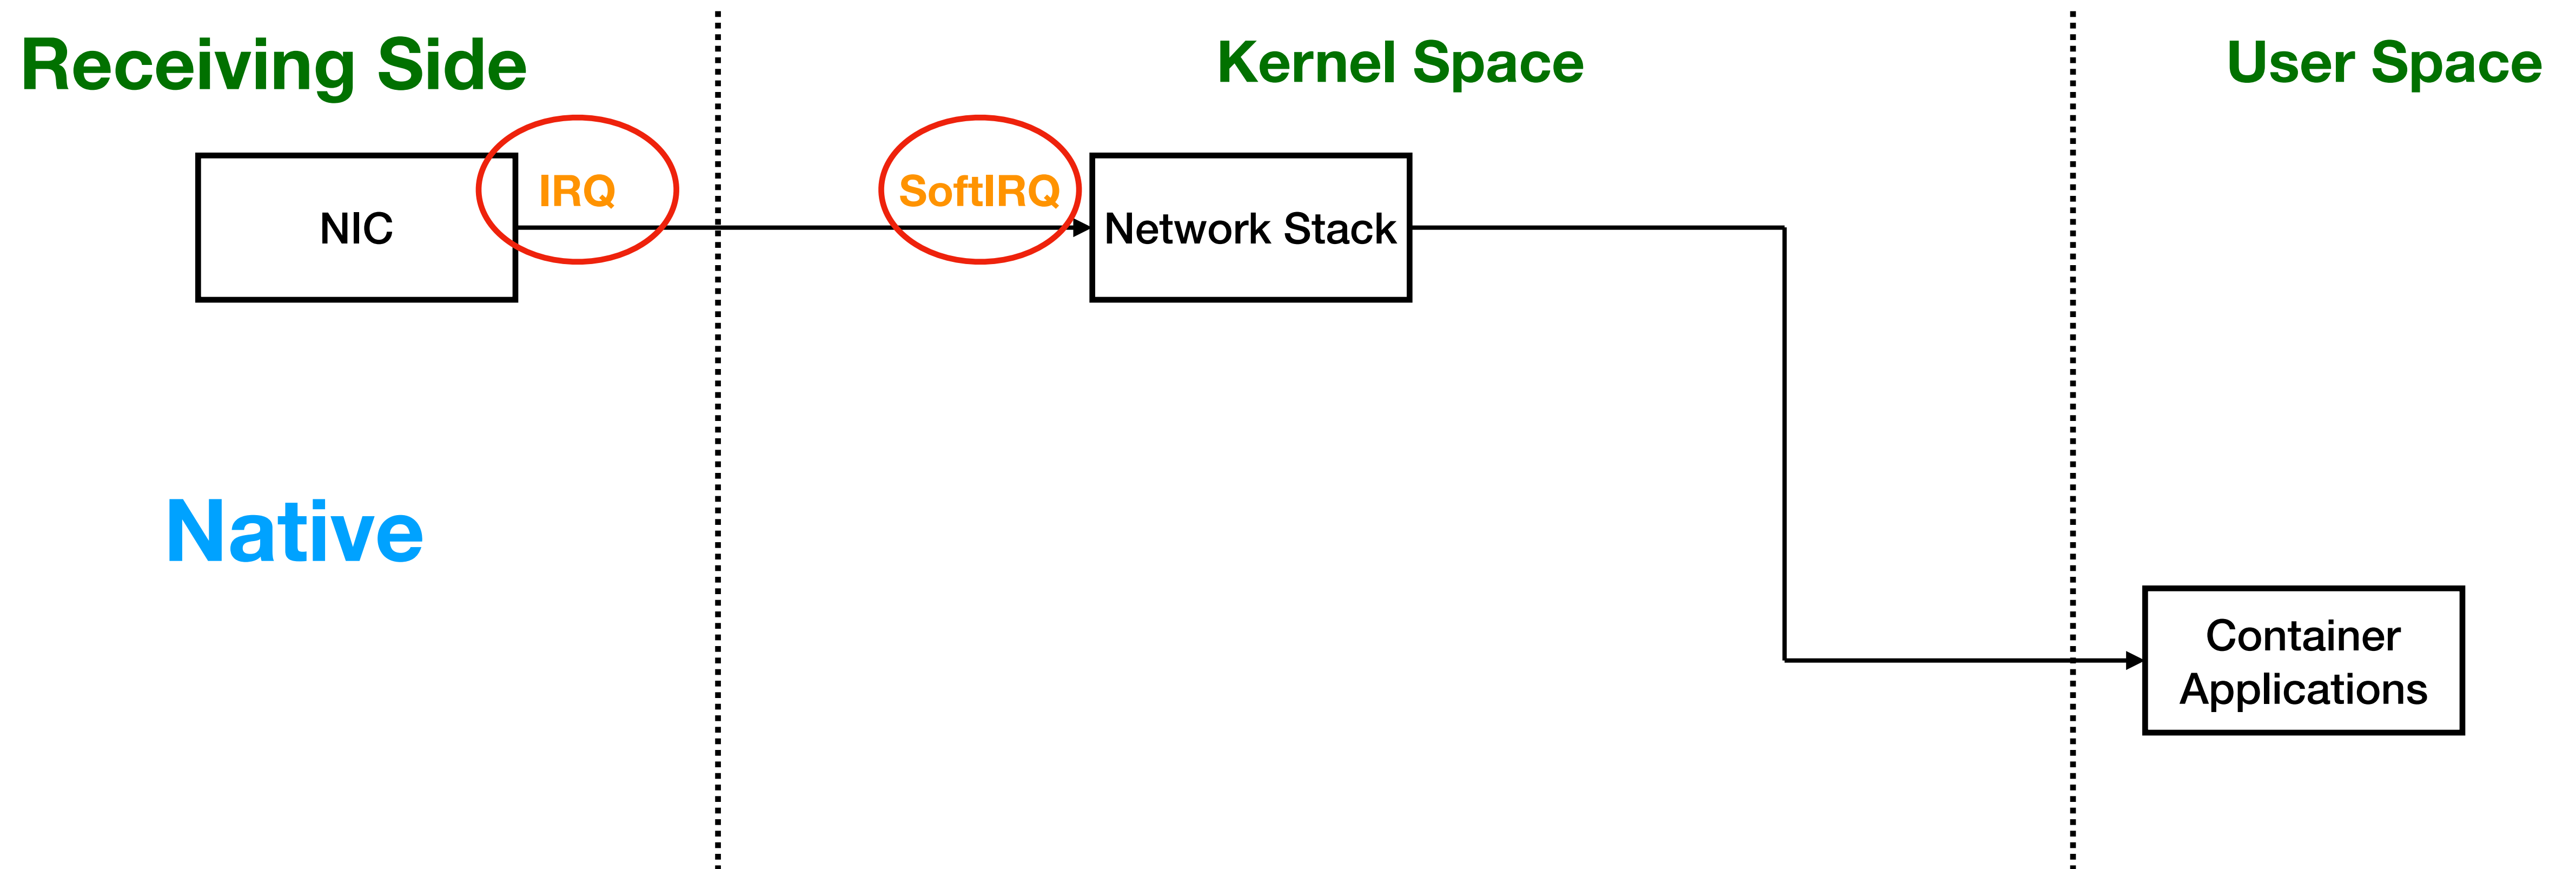 Receiving Side
Kernel Space
User Space
IRQ
SoftIRQ
NIC
Network Stack
Native
Container
Applications